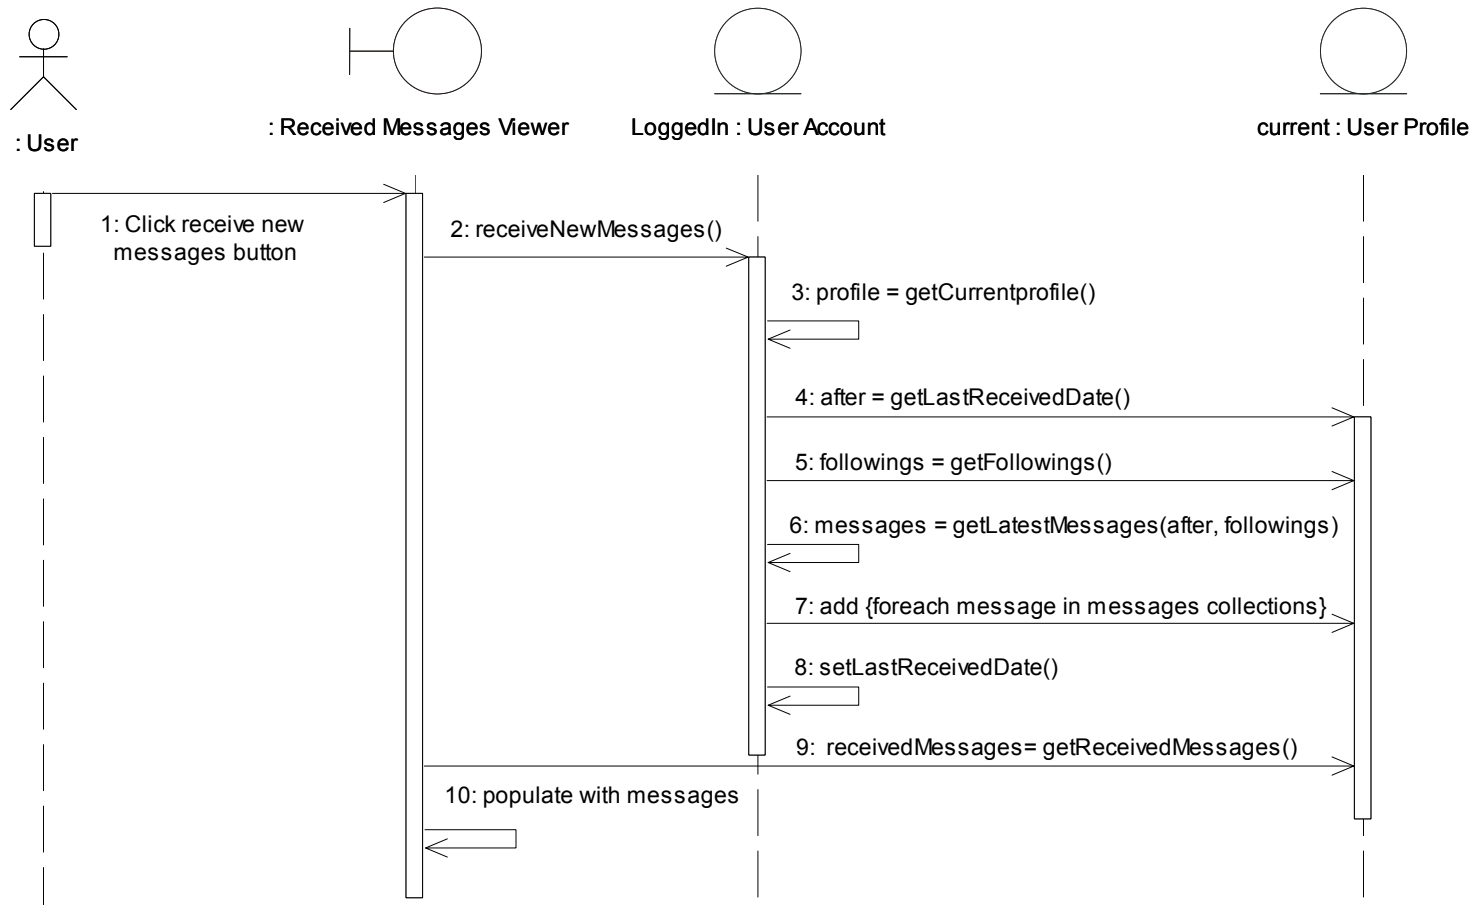 : User
: Received Messages Viewer
LoggedIn : User Account
current : User Profile
1: Click receive new
messages button
2: receiveNewMessages()
3: profile = getCurrentprofile()
4: after = getLastReceivedDate()
5: followings = getFollowings()
6: messages = getLatestMessages(after, followings)
7: add {foreach message in messages collections}
8: setLastReceivedDate()
9: receivedMessages= getReceivedMessages()
10: populate with messages